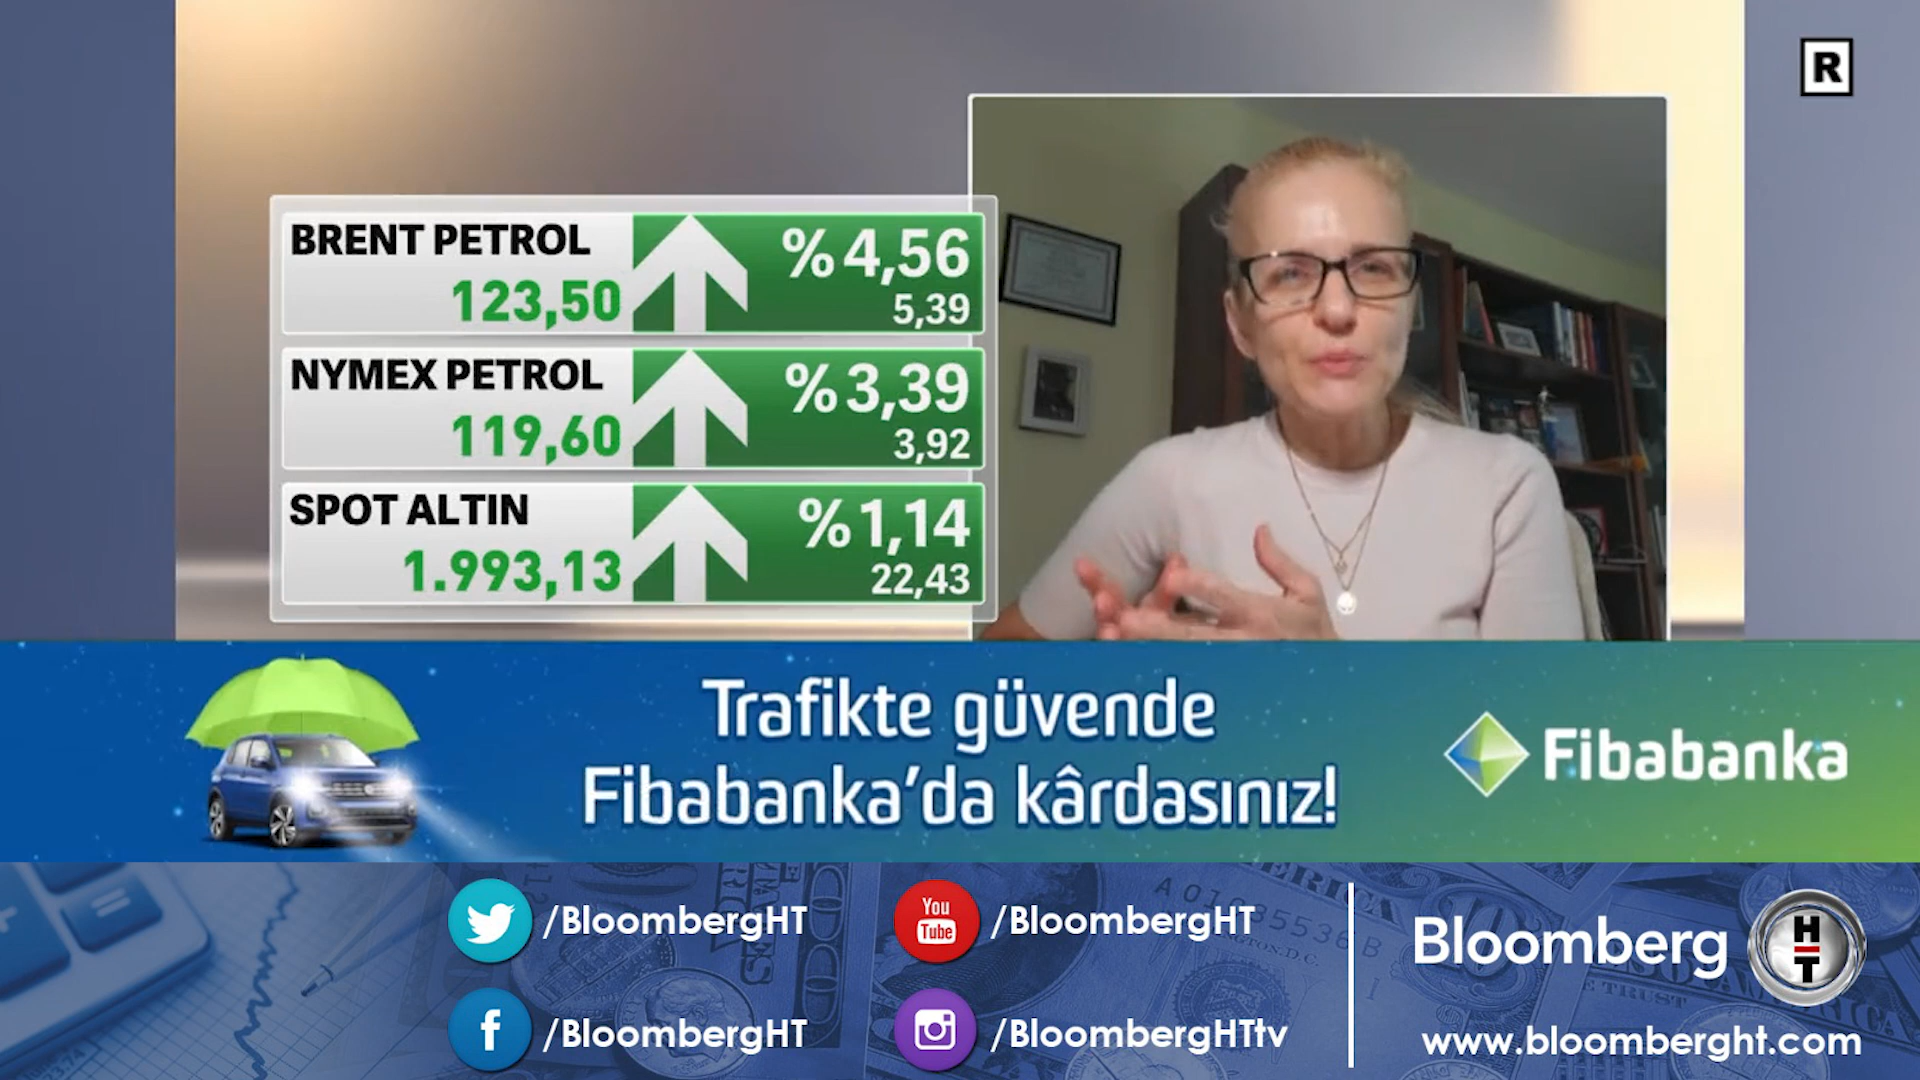 R
BRENT PETROL
123,50
%4,56
5,39
NYMEX PETROL
119,60
%3,39
3,92
SPOT ALTIN
1.993,13
%1,14
22,43
Trafikte güvende
Fibabanka'da kârdasınız!
Fibabanka
/BloombergHT
You
Tube
/BloombergHT
/BloombergHT
/BloombergHTtv
Bloomberg
HT
www.bloomberght.com